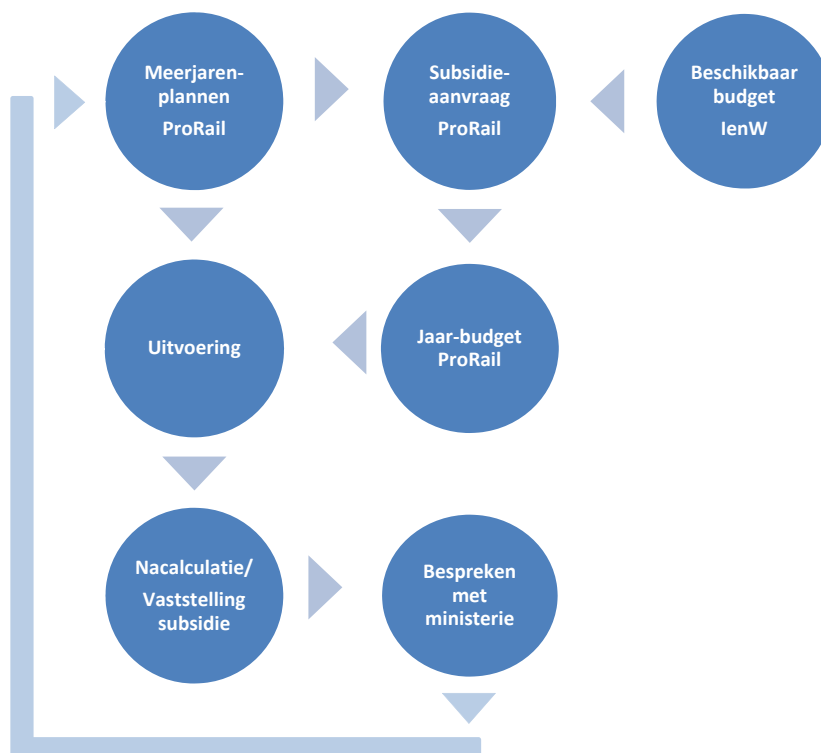 Meerjaren-
plannen
ProRail
Subsidie-
aanvraag
ProRail
Beschikbaar
budget
IenW
Uitvoering
Jaar-budget
ProRail
Nacalculatie/
Vaststelling
subsidie
Bespreken
met
ministerie